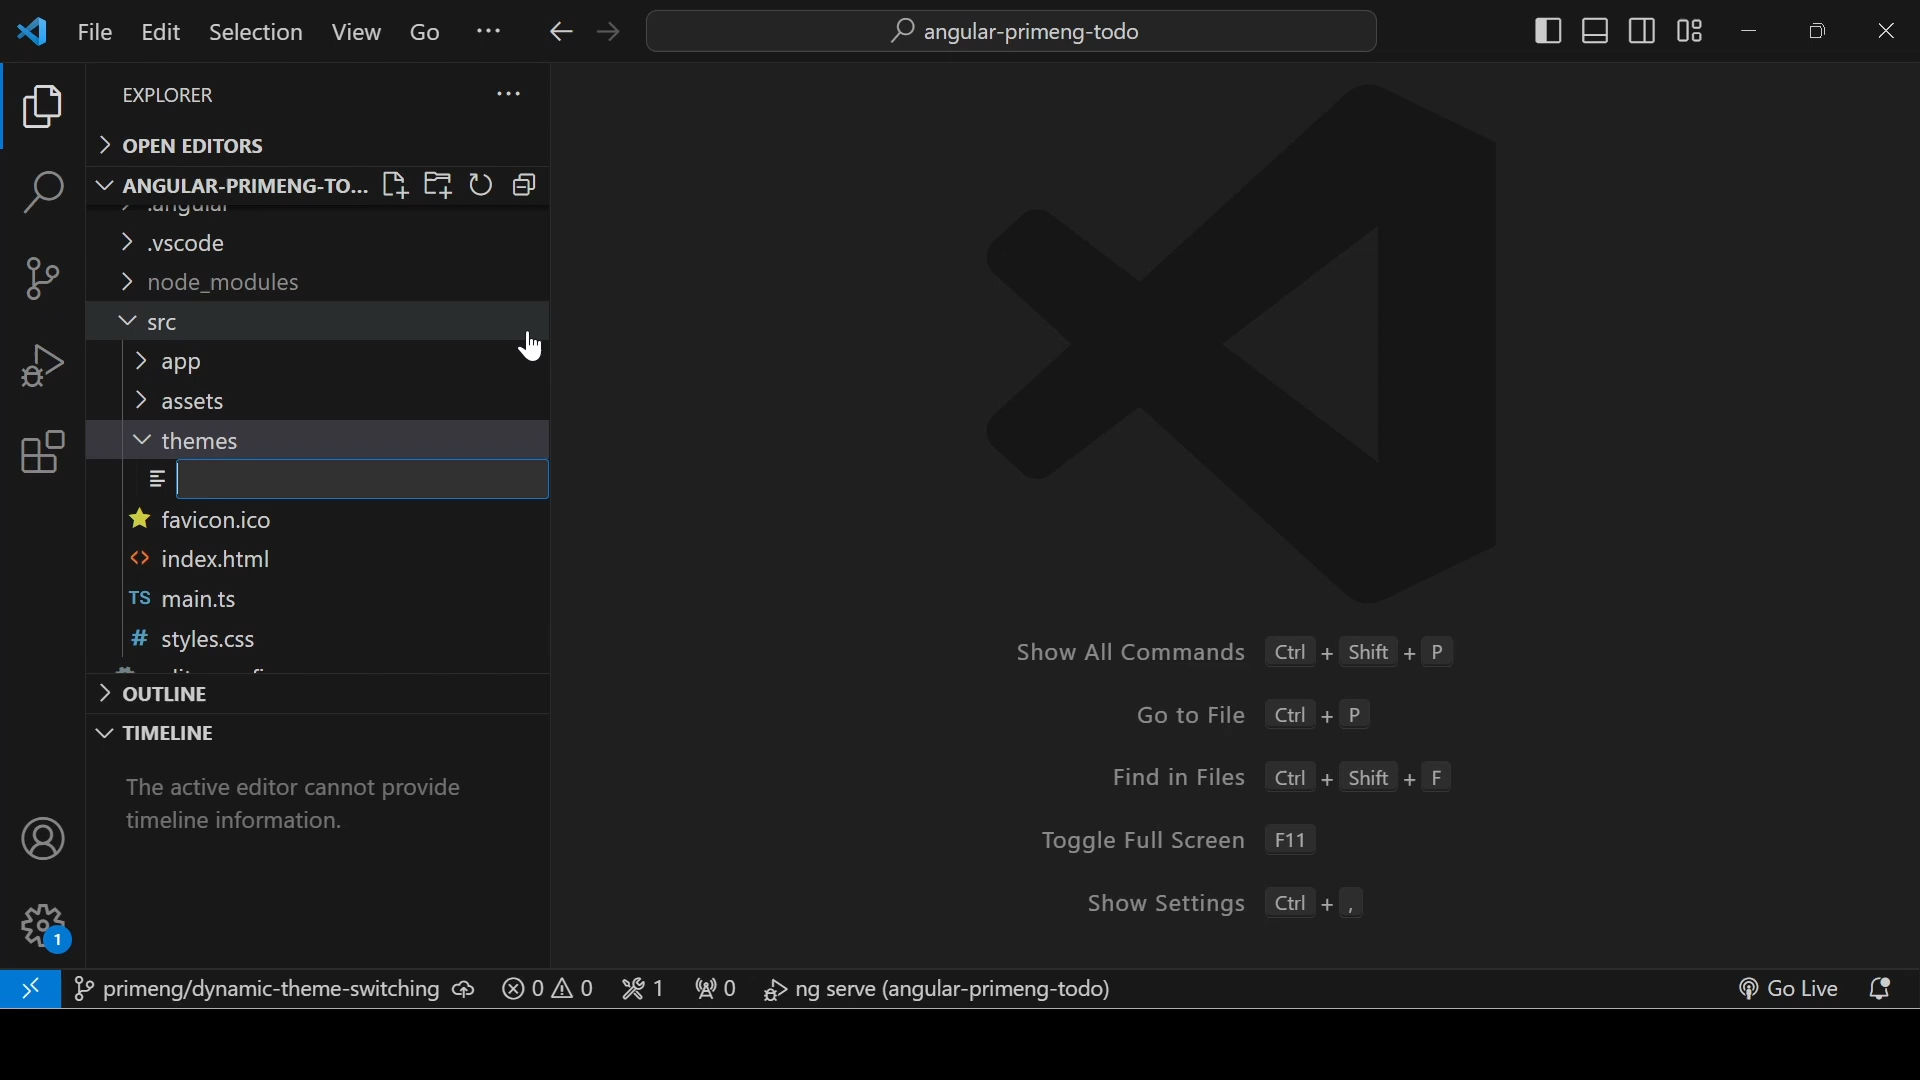 File Edit Selection View Go ··· angular-primeng-todo
EXPLORER ···
OPEN EDITORS
ANGULAR-PRIMENG-TO...
.angular
.vscode
node_modules
src
app
assets
themes
favicon.ico
<> index.html
TS main.ts
# styles.css
OUTLINE
TIMELINE
The active editor cannot provide
timeline information.
Show All Commands Ctrl + Shift + P
Go to File Ctrl + P
Find in Files Ctrl + Shift + F
Toggle Full Screen F11
Show Settings Ctrl + ,
1
primeng/dynamic-theme-switching 0 0 1 0 ng serve (angular-primeng-todo) Go Live